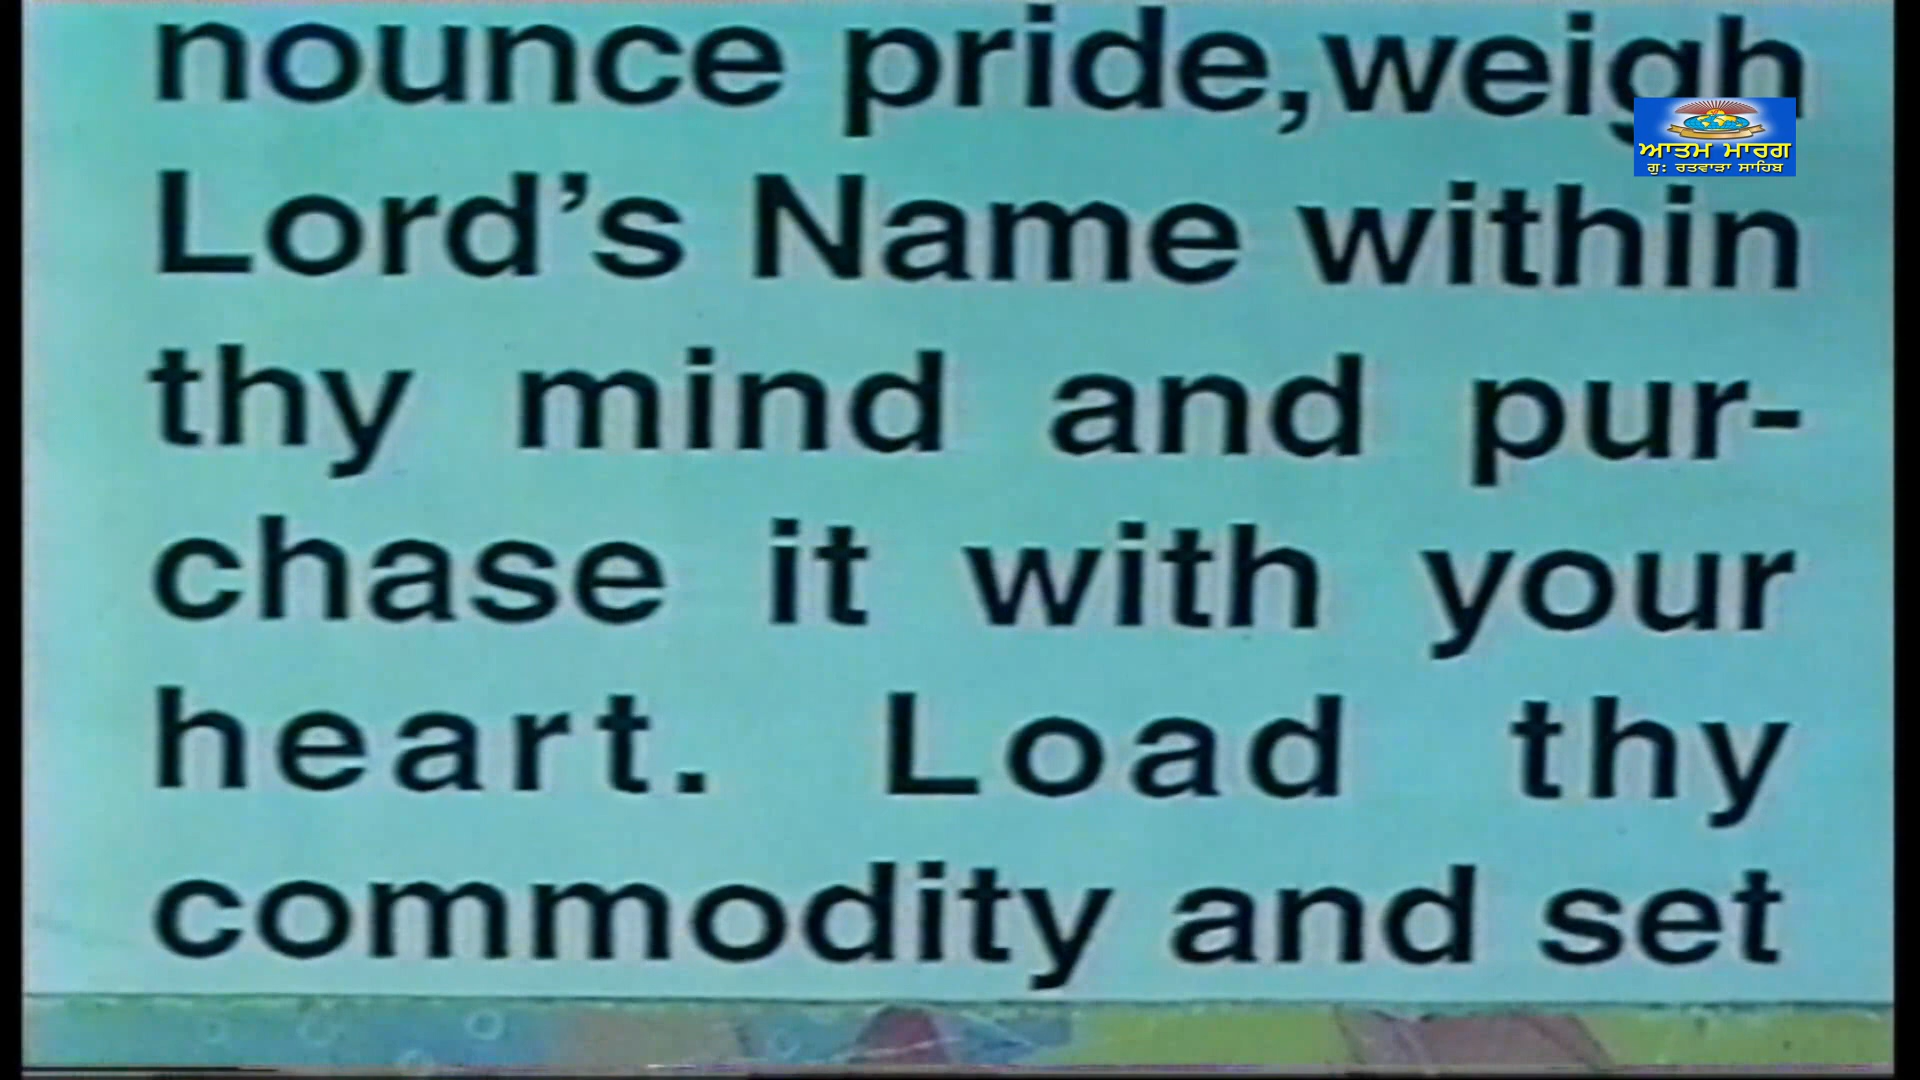 nounce pride,weigh
ਆਤਮ ਮਾਰਗ
ਗੁ: ਰਤਵਾੜਾ ਸਾਹਿਬ
Lord's Name within
thy mind and pur-
chase it with your
heart. Load thy
commodity and set